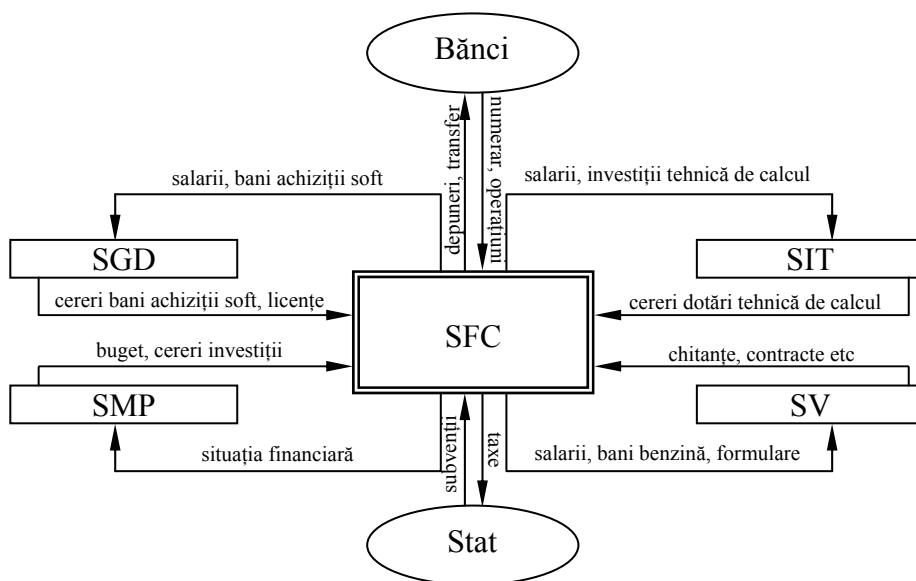 Bănci
depuneri, transfer
numerar, operațiuni
salarii, bani achiziții soft
salarii, investiții tehnică de calcul
SGD
SIT
cereri bani achiziții soft, licențe
cereri dotări tehnică de calcul
SFC
buget, cereri investiții
chitanțe, contracte etc
SMP
SV
situația financiară
subvenții
taxe
salarii, bani benzină, formulare
Stat